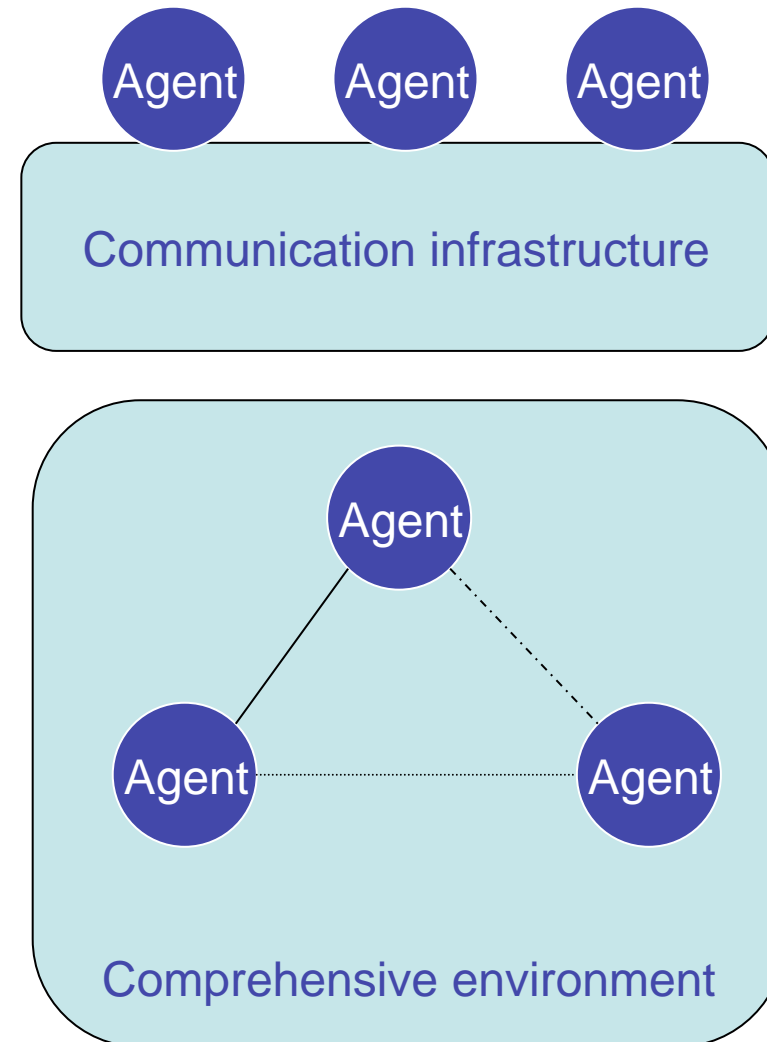 Agent Agent Agent
Communication infrastructure
Agent
Agent Agent
Comprehensive environment